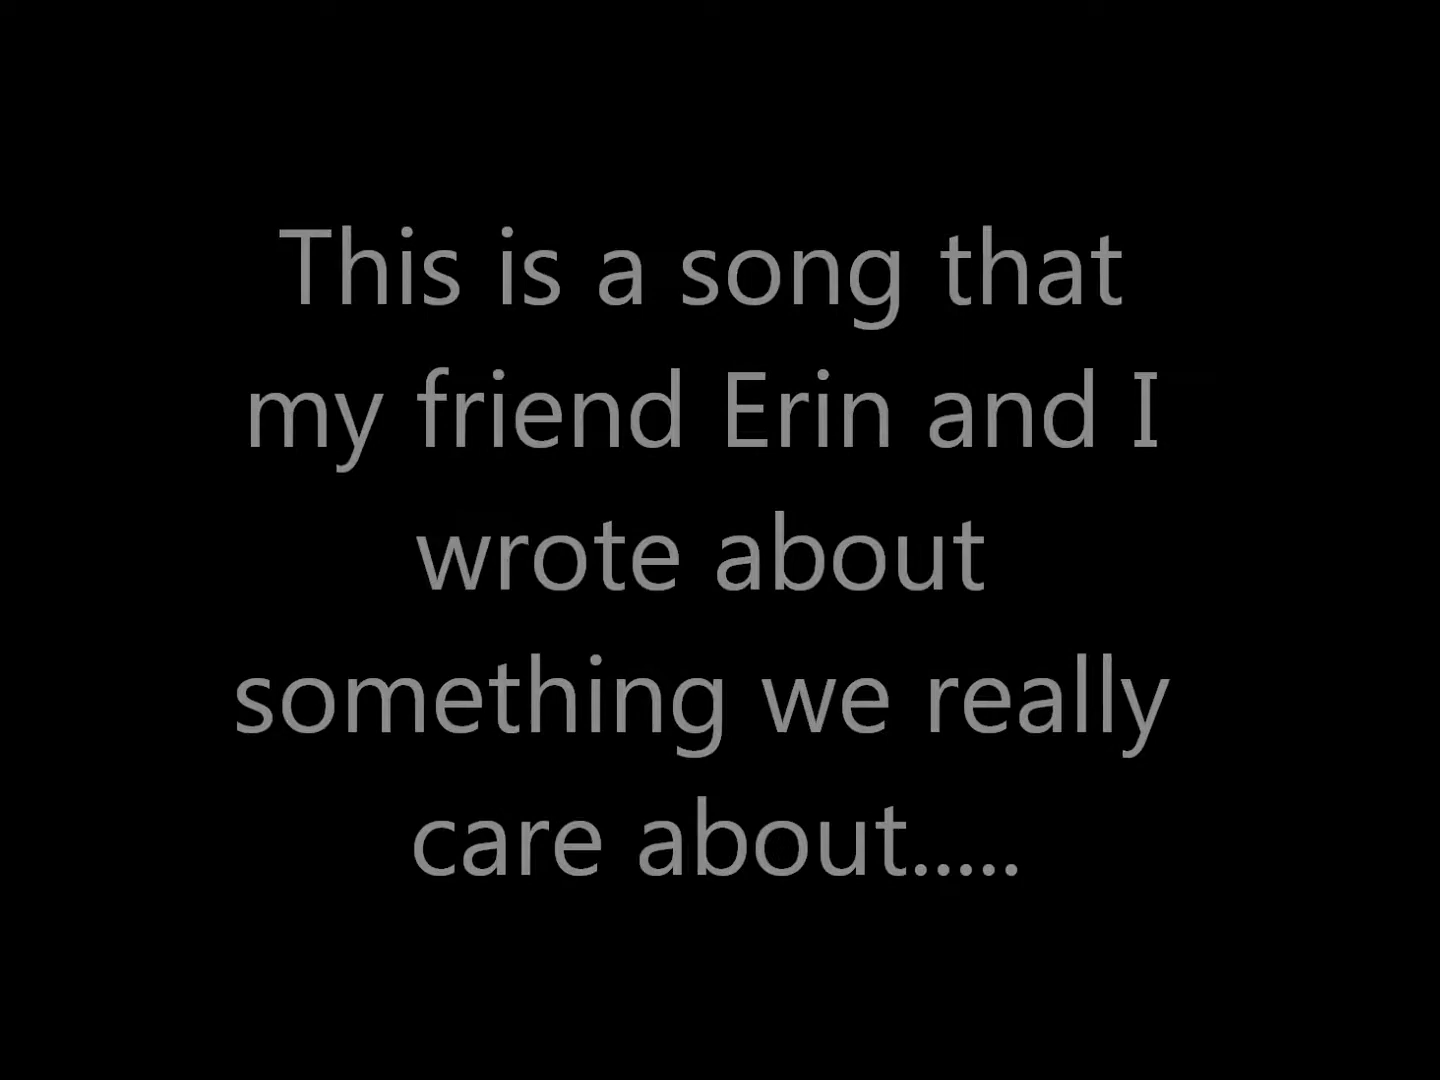 This is a song that
my friend Erin and I
wrote about
something we really
care about.....